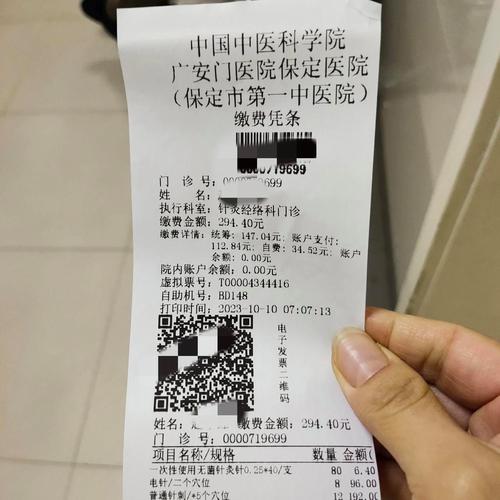 中国中医科学院
广安门医院保定医院
（保定市第一中医院）
缴费凭条
0000719699
门 诊 号: 0000719699
姓 名:
执行科室: 针灸经络科门诊
缴费金额: 294.40元
缴费详情: 统筹: 147.04元; 账户支付:
112.84元; 自费: 34.52元; 账户
余额: 0.00元
院内账户余额: 0.00元
虚拟票号: T00004344416
自助机号: BD148
打印时间: 2023-10-10 07:07:13
电子发票二维码
姓名: 缴费金额: 294.40元
门 诊 号: 0000719699
项目名称/规格 数量 金额(
一次性使用无菌针灸针0.25*40/支 80 6.40
电针/二个穴位 8 96.00
普通针刺/*5个穴位 12 192.00